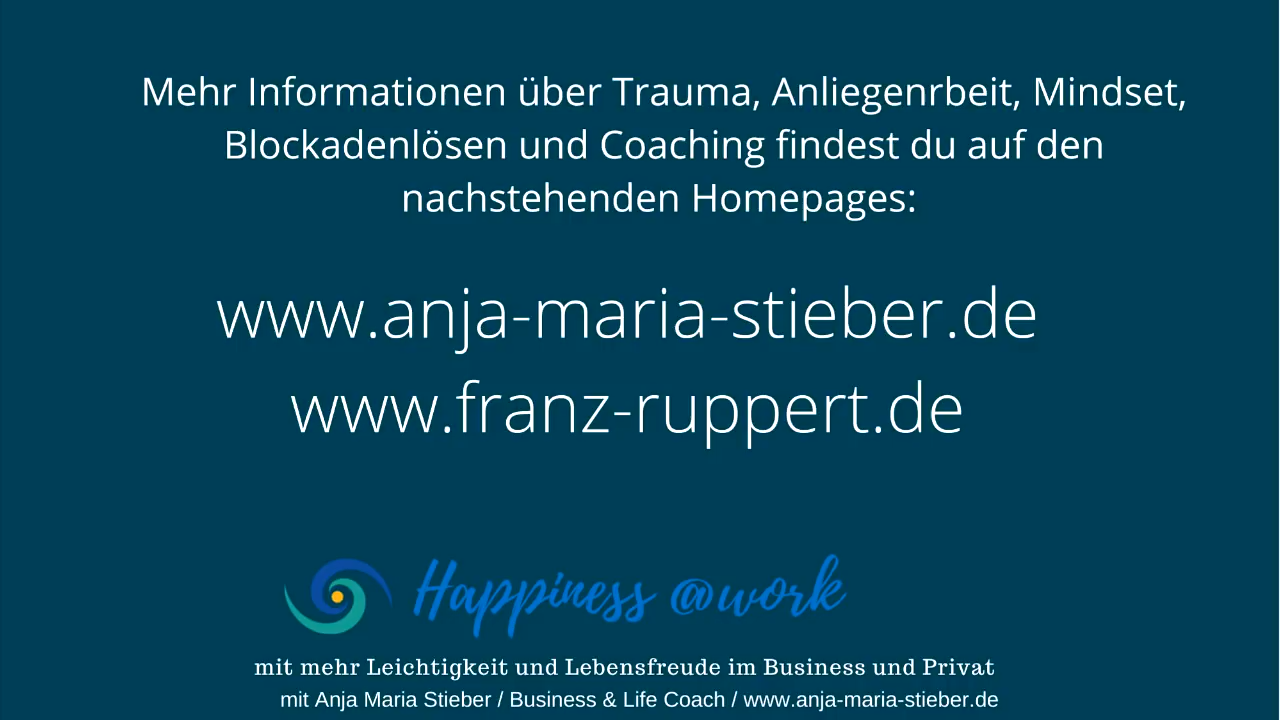 Mehr Informationen über Trauma, Anliegenrbeit, Mindset,
Blockadenlösen und Coaching findest du auf den
nachstehenden Homepages:
www.anja-maria-stieber.de
www.franz-ruppert.de
Happiness @work
mit mehr Leichtigkeit und Lebensfreude im Business und Privat
mit Anja Maria Stieber / Business & Life Coach / www.anja-maria-stieber.de